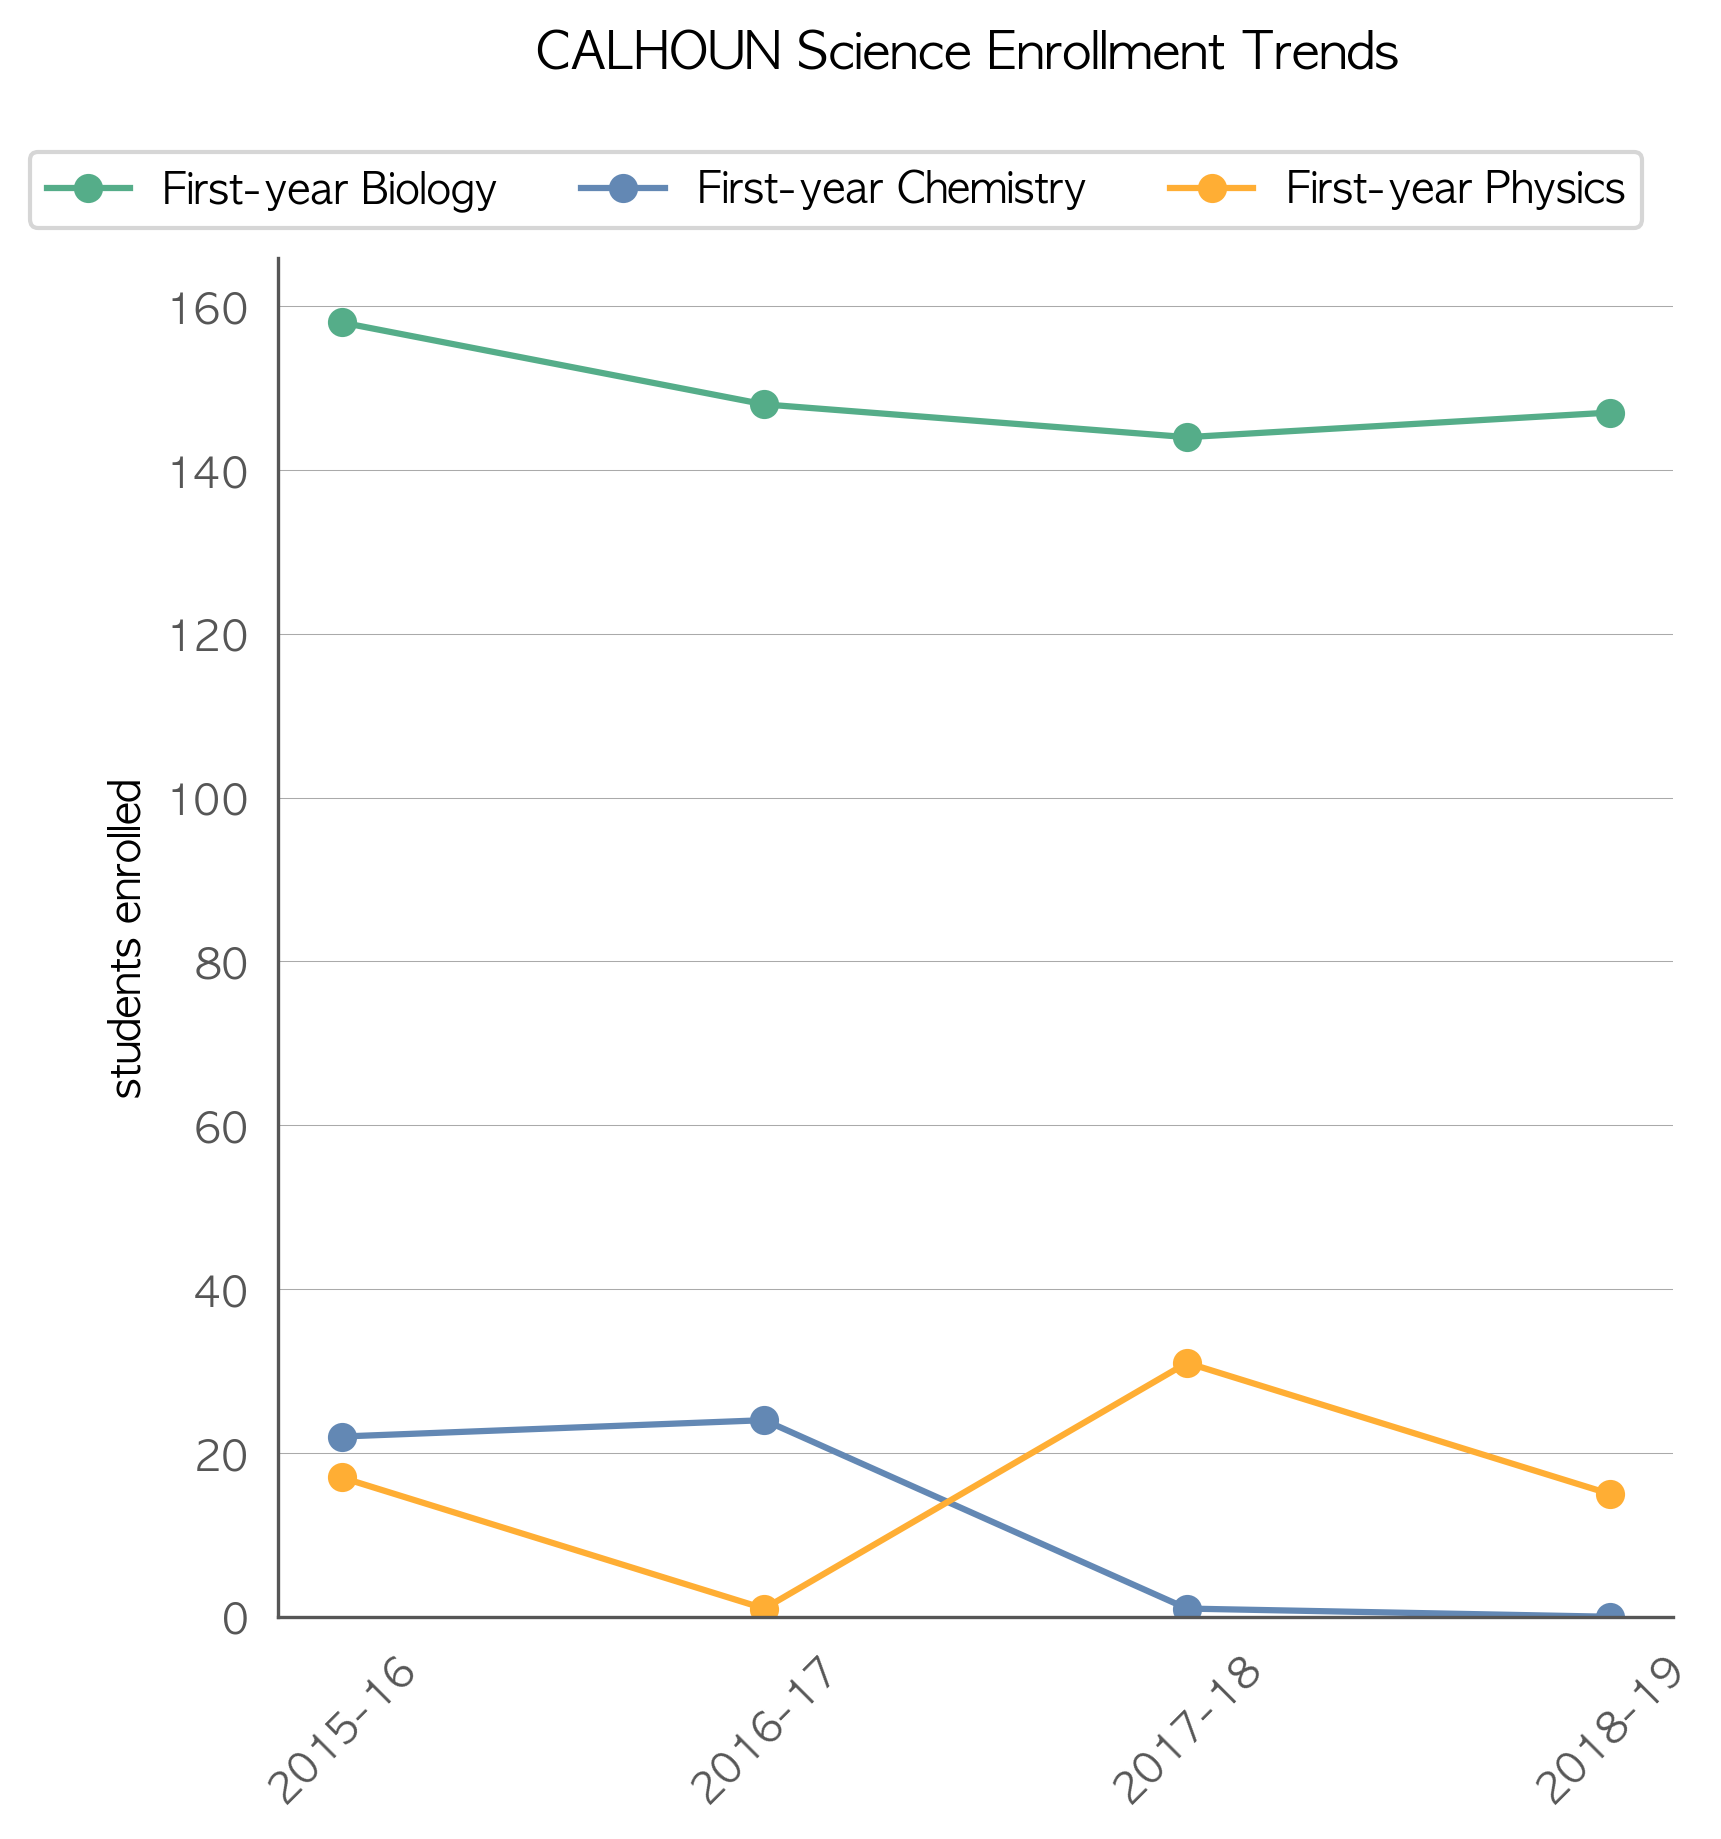 CALHOUN Science Enrollment Trends
First-year Biology
First-year Chemistry
First-year Physics
160
140
120
100
80
60
40
20
0
students enrolled
2015-16
2016-17
2017-18
2018-19